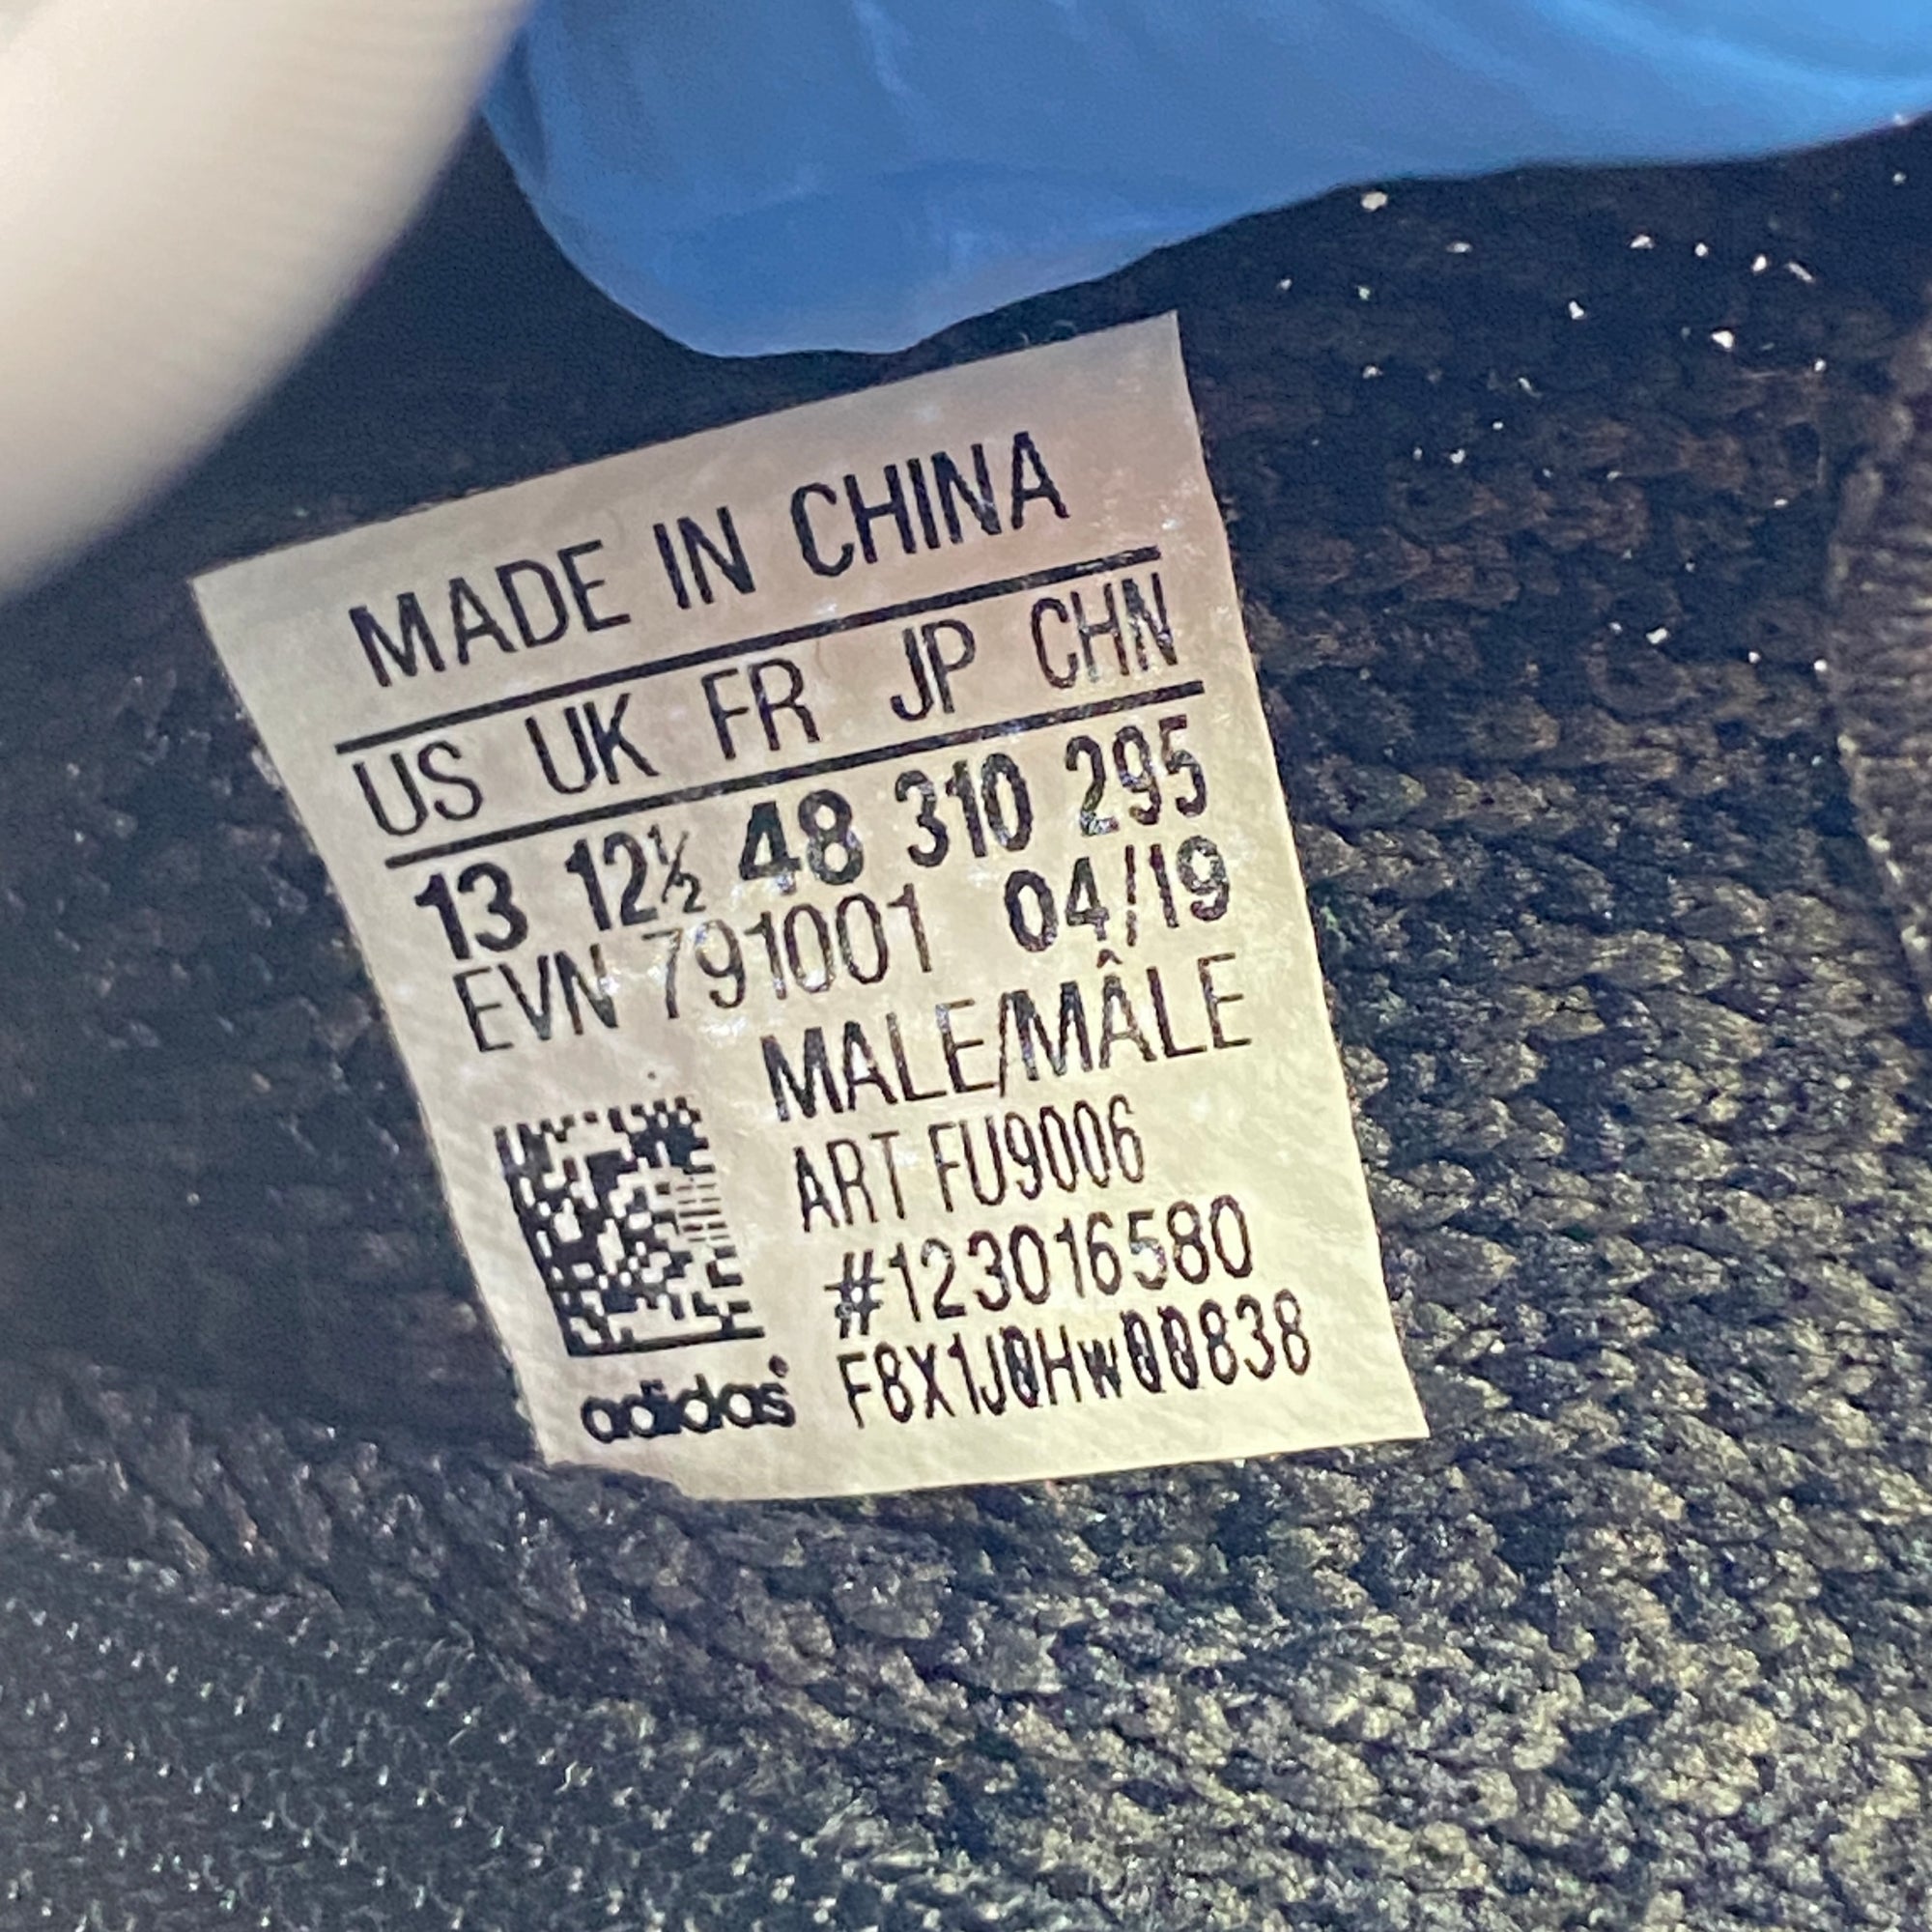 MADE IN CHINA
US UK FR JP CHN
13 12½ 48 310 295
EVN 791001 04/19
MALE/MÂLE
ART FU9006
#123016580
adidas® F8X1J0Hw00838